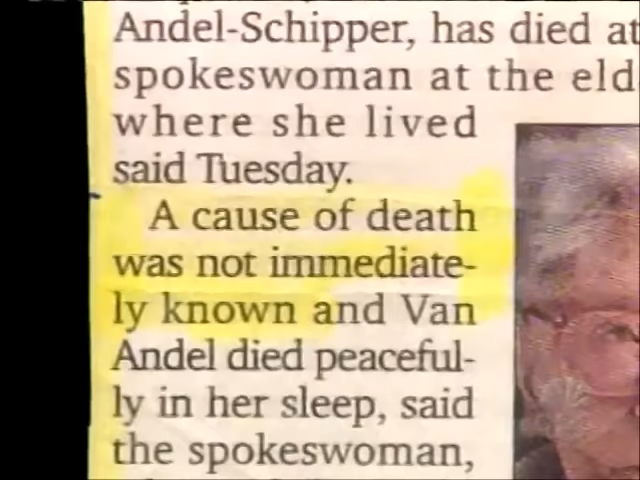 Andel-Schipper, has died at
spokeswoman at the eld
where she lived
said Tuesday.
A cause of death
was not immediate-
ly known and Van
Andel died peaceful-
ly in her sleep, said
the spokeswoman,